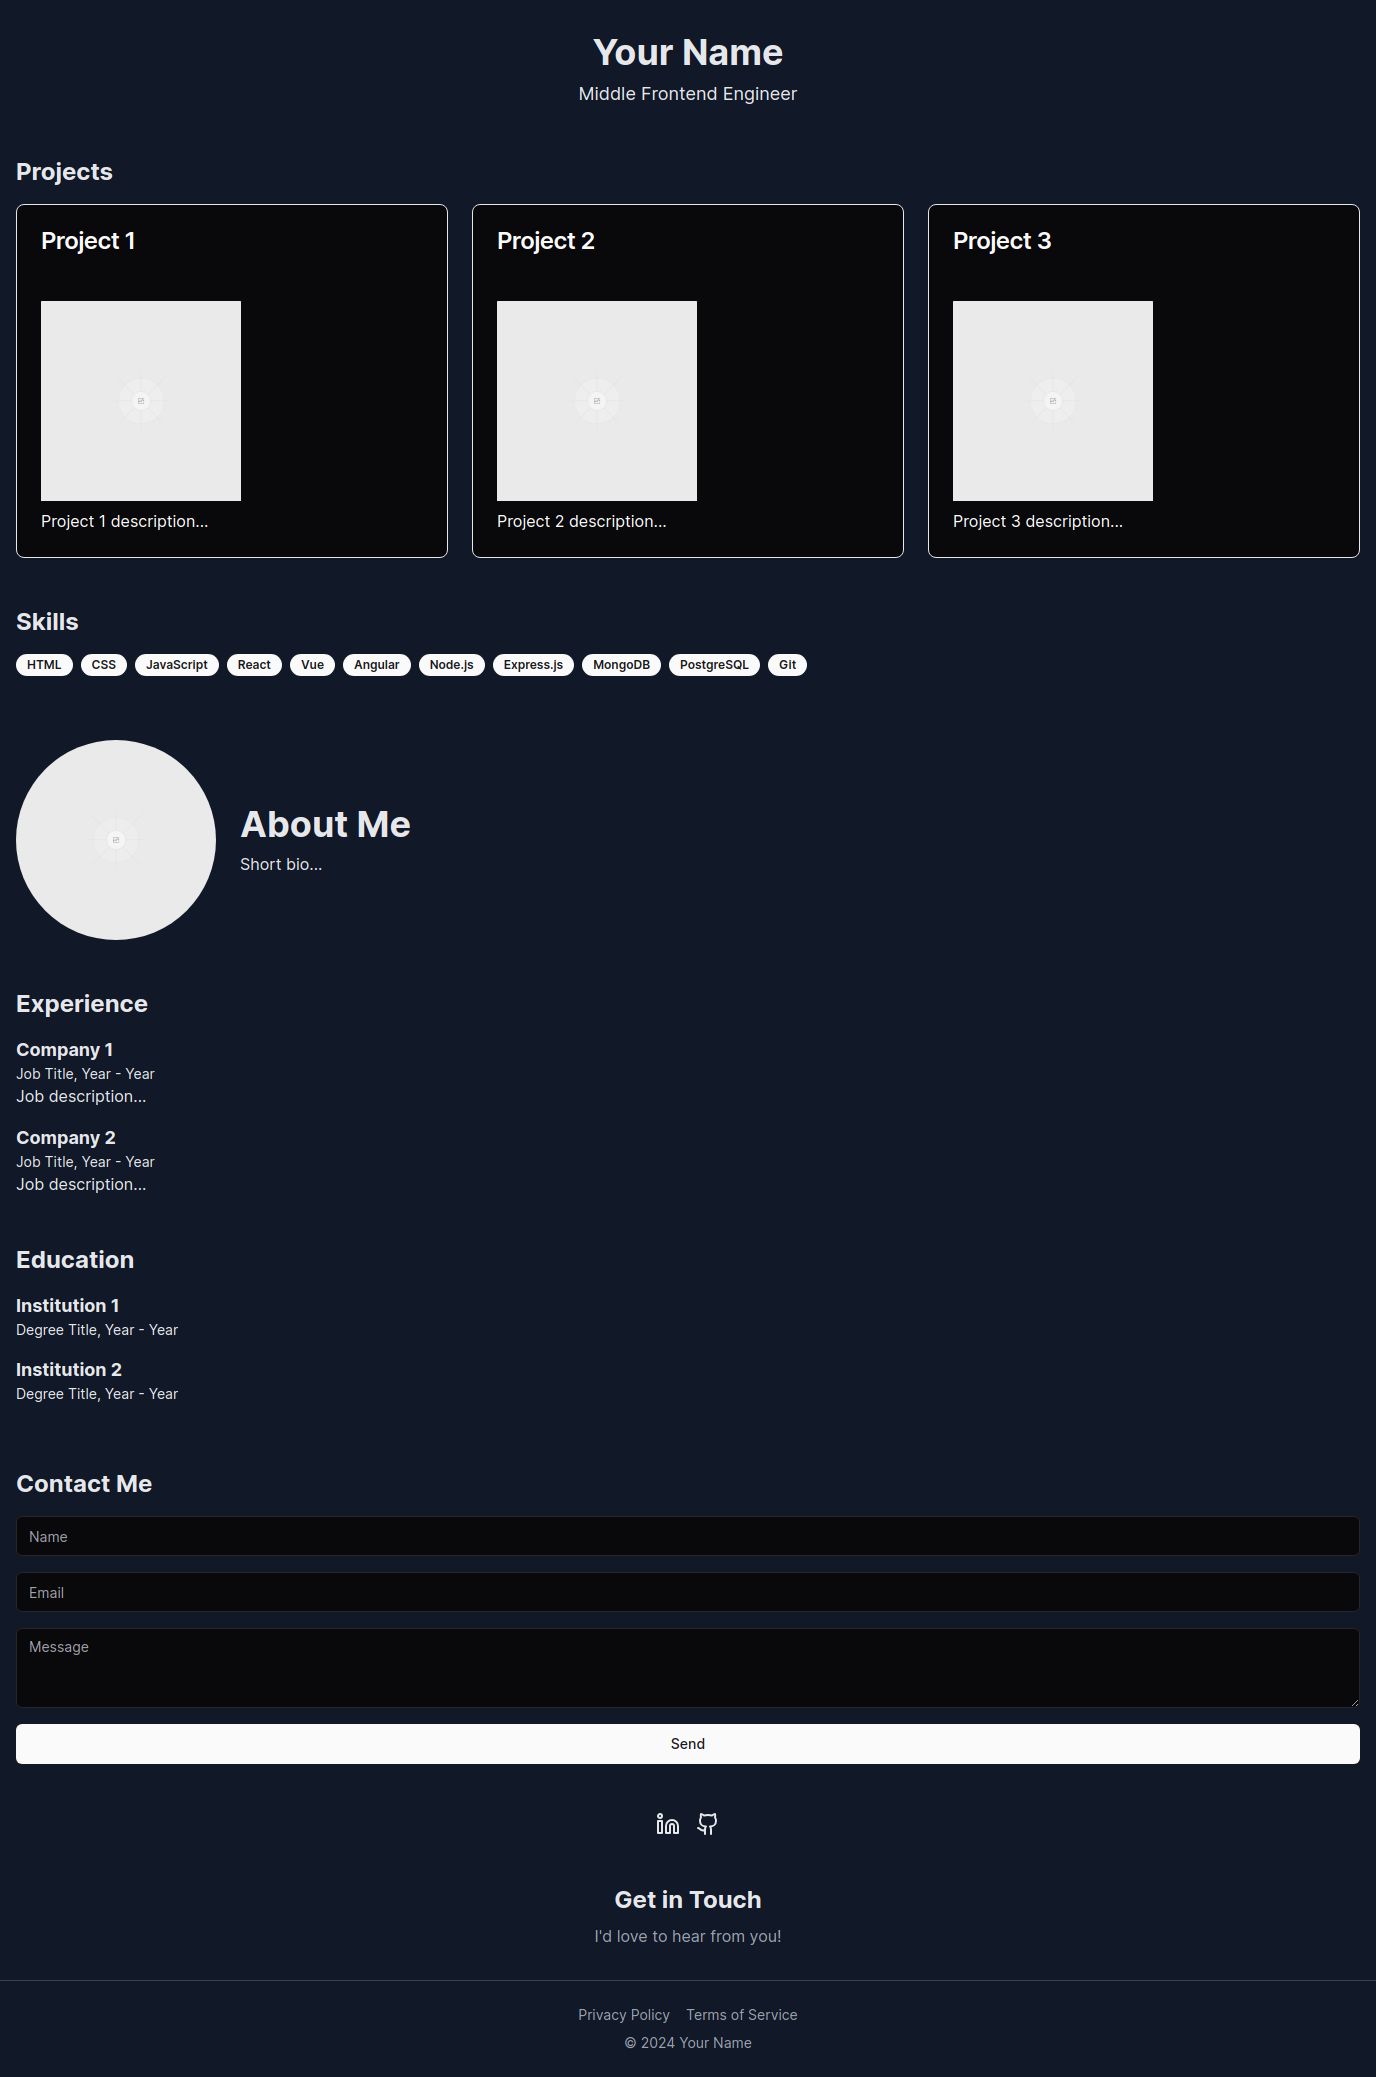 Your Name
Middle Frontend Engineer
Projects
Project 1
Project 1 description...
Project 2
Project 2 description...
Project 3
Project 3 description...
Skills
HTML CSS JavaScript React Vue Angular Node.js Express.js MongoDB PostgreSQL Git
About Me
Short bio...
Experience
Company 1
Job Title, Year - Year
Job description...
Company 2
Job Title, Year - Year
Job description...
Education
Institution 1
Degree Title, Year - Year
Institution 2
Degree Title, Year - Year
Contact Me
Name
Email
Message
Send
Get in Touch
I'd love to hear from you!
Privacy Policy Terms of Service
© 2024 Your Name